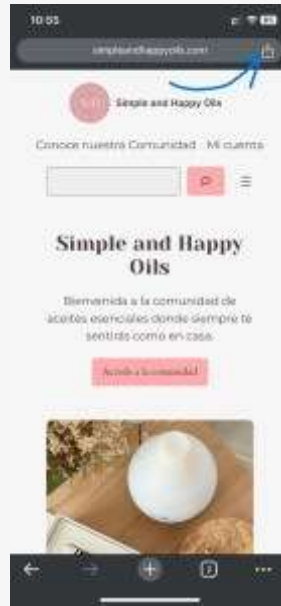 10:55
simpleandhappyoils.com
Simple and Happy Oils
Conoce nuestra Comunidad Mi cuenta
Simple and Happy
Oils
Bienvenida a la comunidad de
aceites esenciales donde siempre te
sentirás como en casa.
Accede a la comunidad